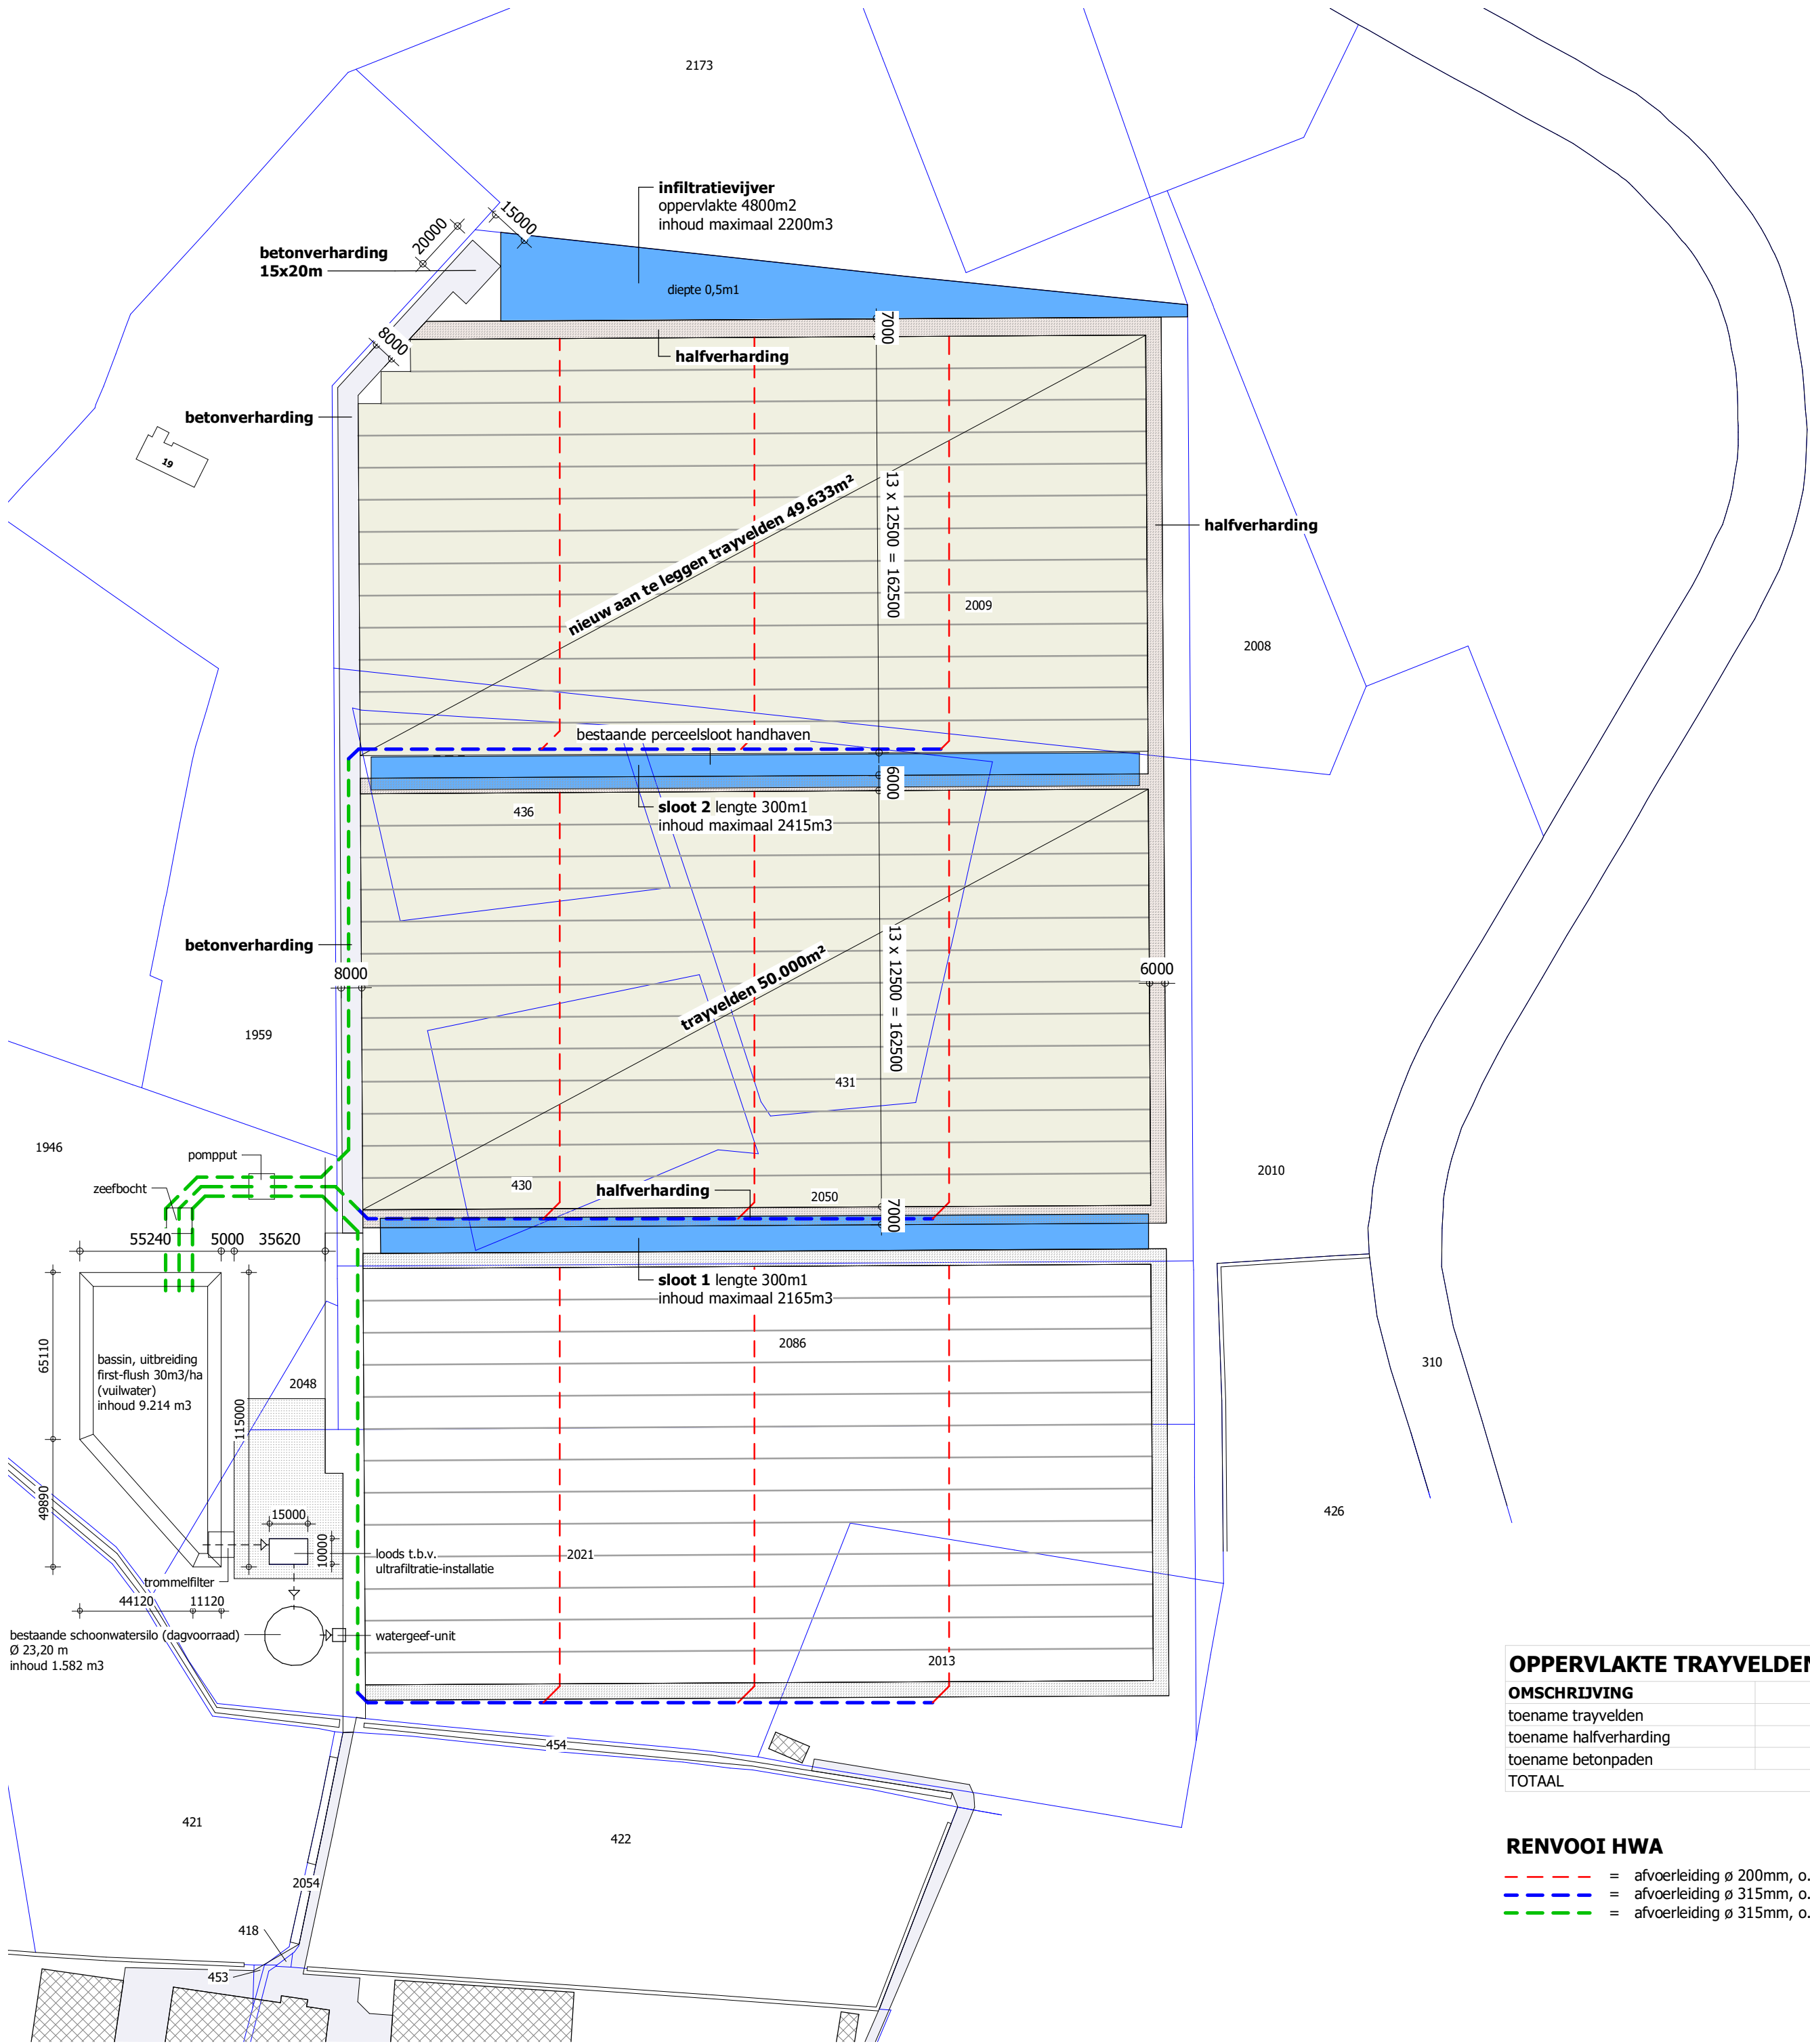 2173
infiltratievijver
oppervlakte 4800m2
inhoud maximaal 2200m3
15000
20000
betonverharding
15x20m
diepte 0,5m1
7000
8000
halfverharding
betonverharding
19
nieuw aan te leggen trayvelden 49.633m²
13 x 12500 = 162500
halfverharding
2009
2008
bestaande perceelsloot handhaven
6000
436
sloot 2 lengte 300m1
inhoud maximaal 2415m3
betonverharding
8000
trayvelden 50.000m²
13 x 12500 = 162500
6000
1959
431
1946
pompput
zeefbocht
430
halfverharding
2050
7000
2010
55240
5000
35620
sloot 1 lengte 300m1
inhoud maximaal 2165m3
2086
310
65110
bassin, uitbreiding
first-flush 30m3/ha
(vuilwater)
inhoud 9.214 m3
2048
115000
49890
15000
10000
426
loods t.b.v.
ultrafiltratie-installatie
2021
trommelfilter
44120
11120
bestaande schoonwatersilo (dagvoorraad)
Ø 23,20 m
inhoud 1.582 m3
watergeef-unit
2013
OPPERVLAKTE TRAYVELDEN
OMSCHRIJVING
toename trayvelden
toename halfverharding
toename betonpaden
TOTAAL
454
421
422
2054
418
453
RENVOOI HWA
= afvoerleiding ø 200mm, o.
= afvoerleiding ø 315mm, o.
= afvoerleiding ø 315mm, o.